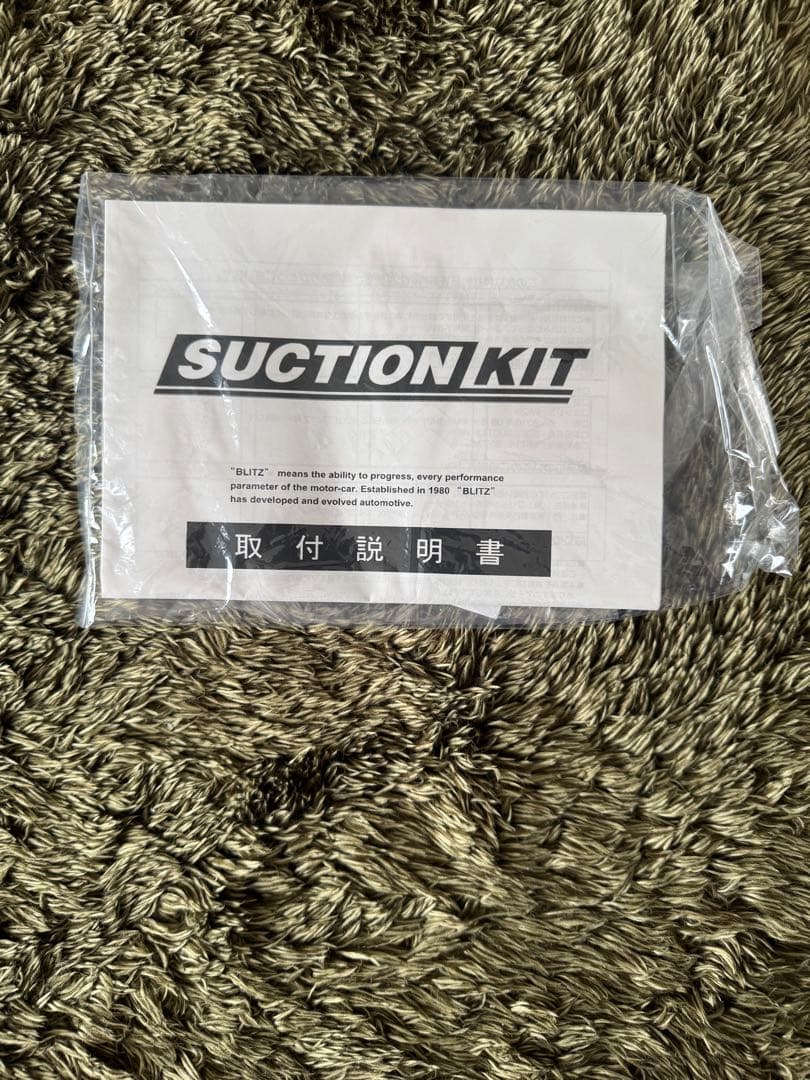 SUCTION KIT
"BLITZ" means the ability to progress, every performance
parameter of the motor-car. Established in 1980 "BLITZ"
has developed and evolved automotive.
取付説明書